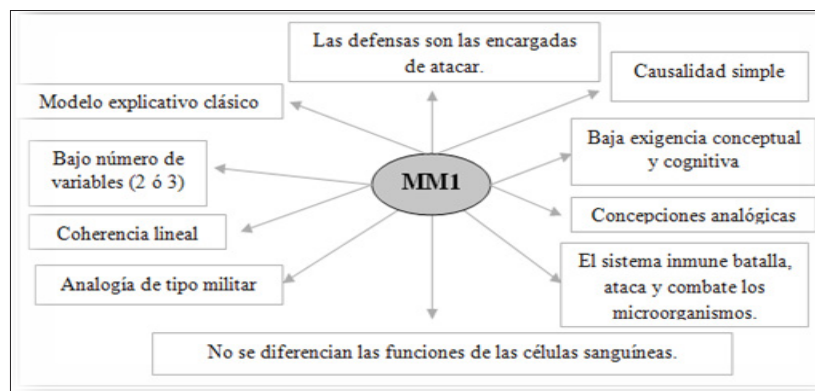 Las defensas son las encargadas
de atacar.
Causalidad simple
Modelo explicativo clásico
Baja exigencia conceptual
y cognitiva
Bajo número de
variables (2 ó 3)
MM1
Concepciones analógicas
Coherencia lineal
El sistema inmune batalla,
ataca y combate los
microorganismos.
Analogía de tipo militar
No se diferencian las funciones de las células sanguíneas.